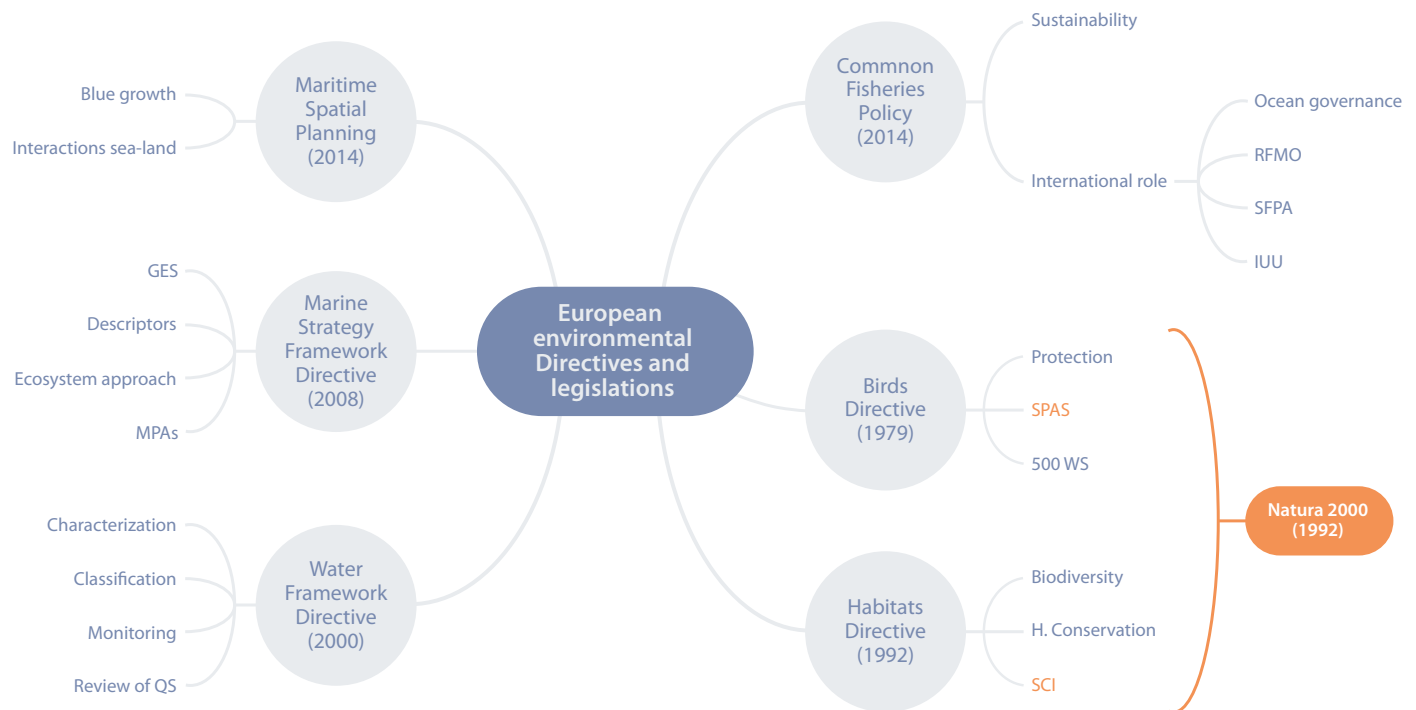 European
environmental
Directives and
legislations
Maritime
Spatial
Planning
(2014)
Blue growth
Interactions sea-land
Marine
Strategy
Framework
Directive
(2008)
GES
Descriptors
Ecosystem approach
MPAs
Water
Framework
Directive
(2000)
Characterization
Classification
Monitoring
Review of QS
Commnon
Fisheries
Policy
(2014)
Sustainability
International role
Ocean governance
RFMO
SFPA
IUU
Birds
Directive
(1979)
Protection
SPAS
500 WS
Habitats
Directive
(1992)
Biodiversity
H. Conservation
SCI
Natura 2000
(1992)